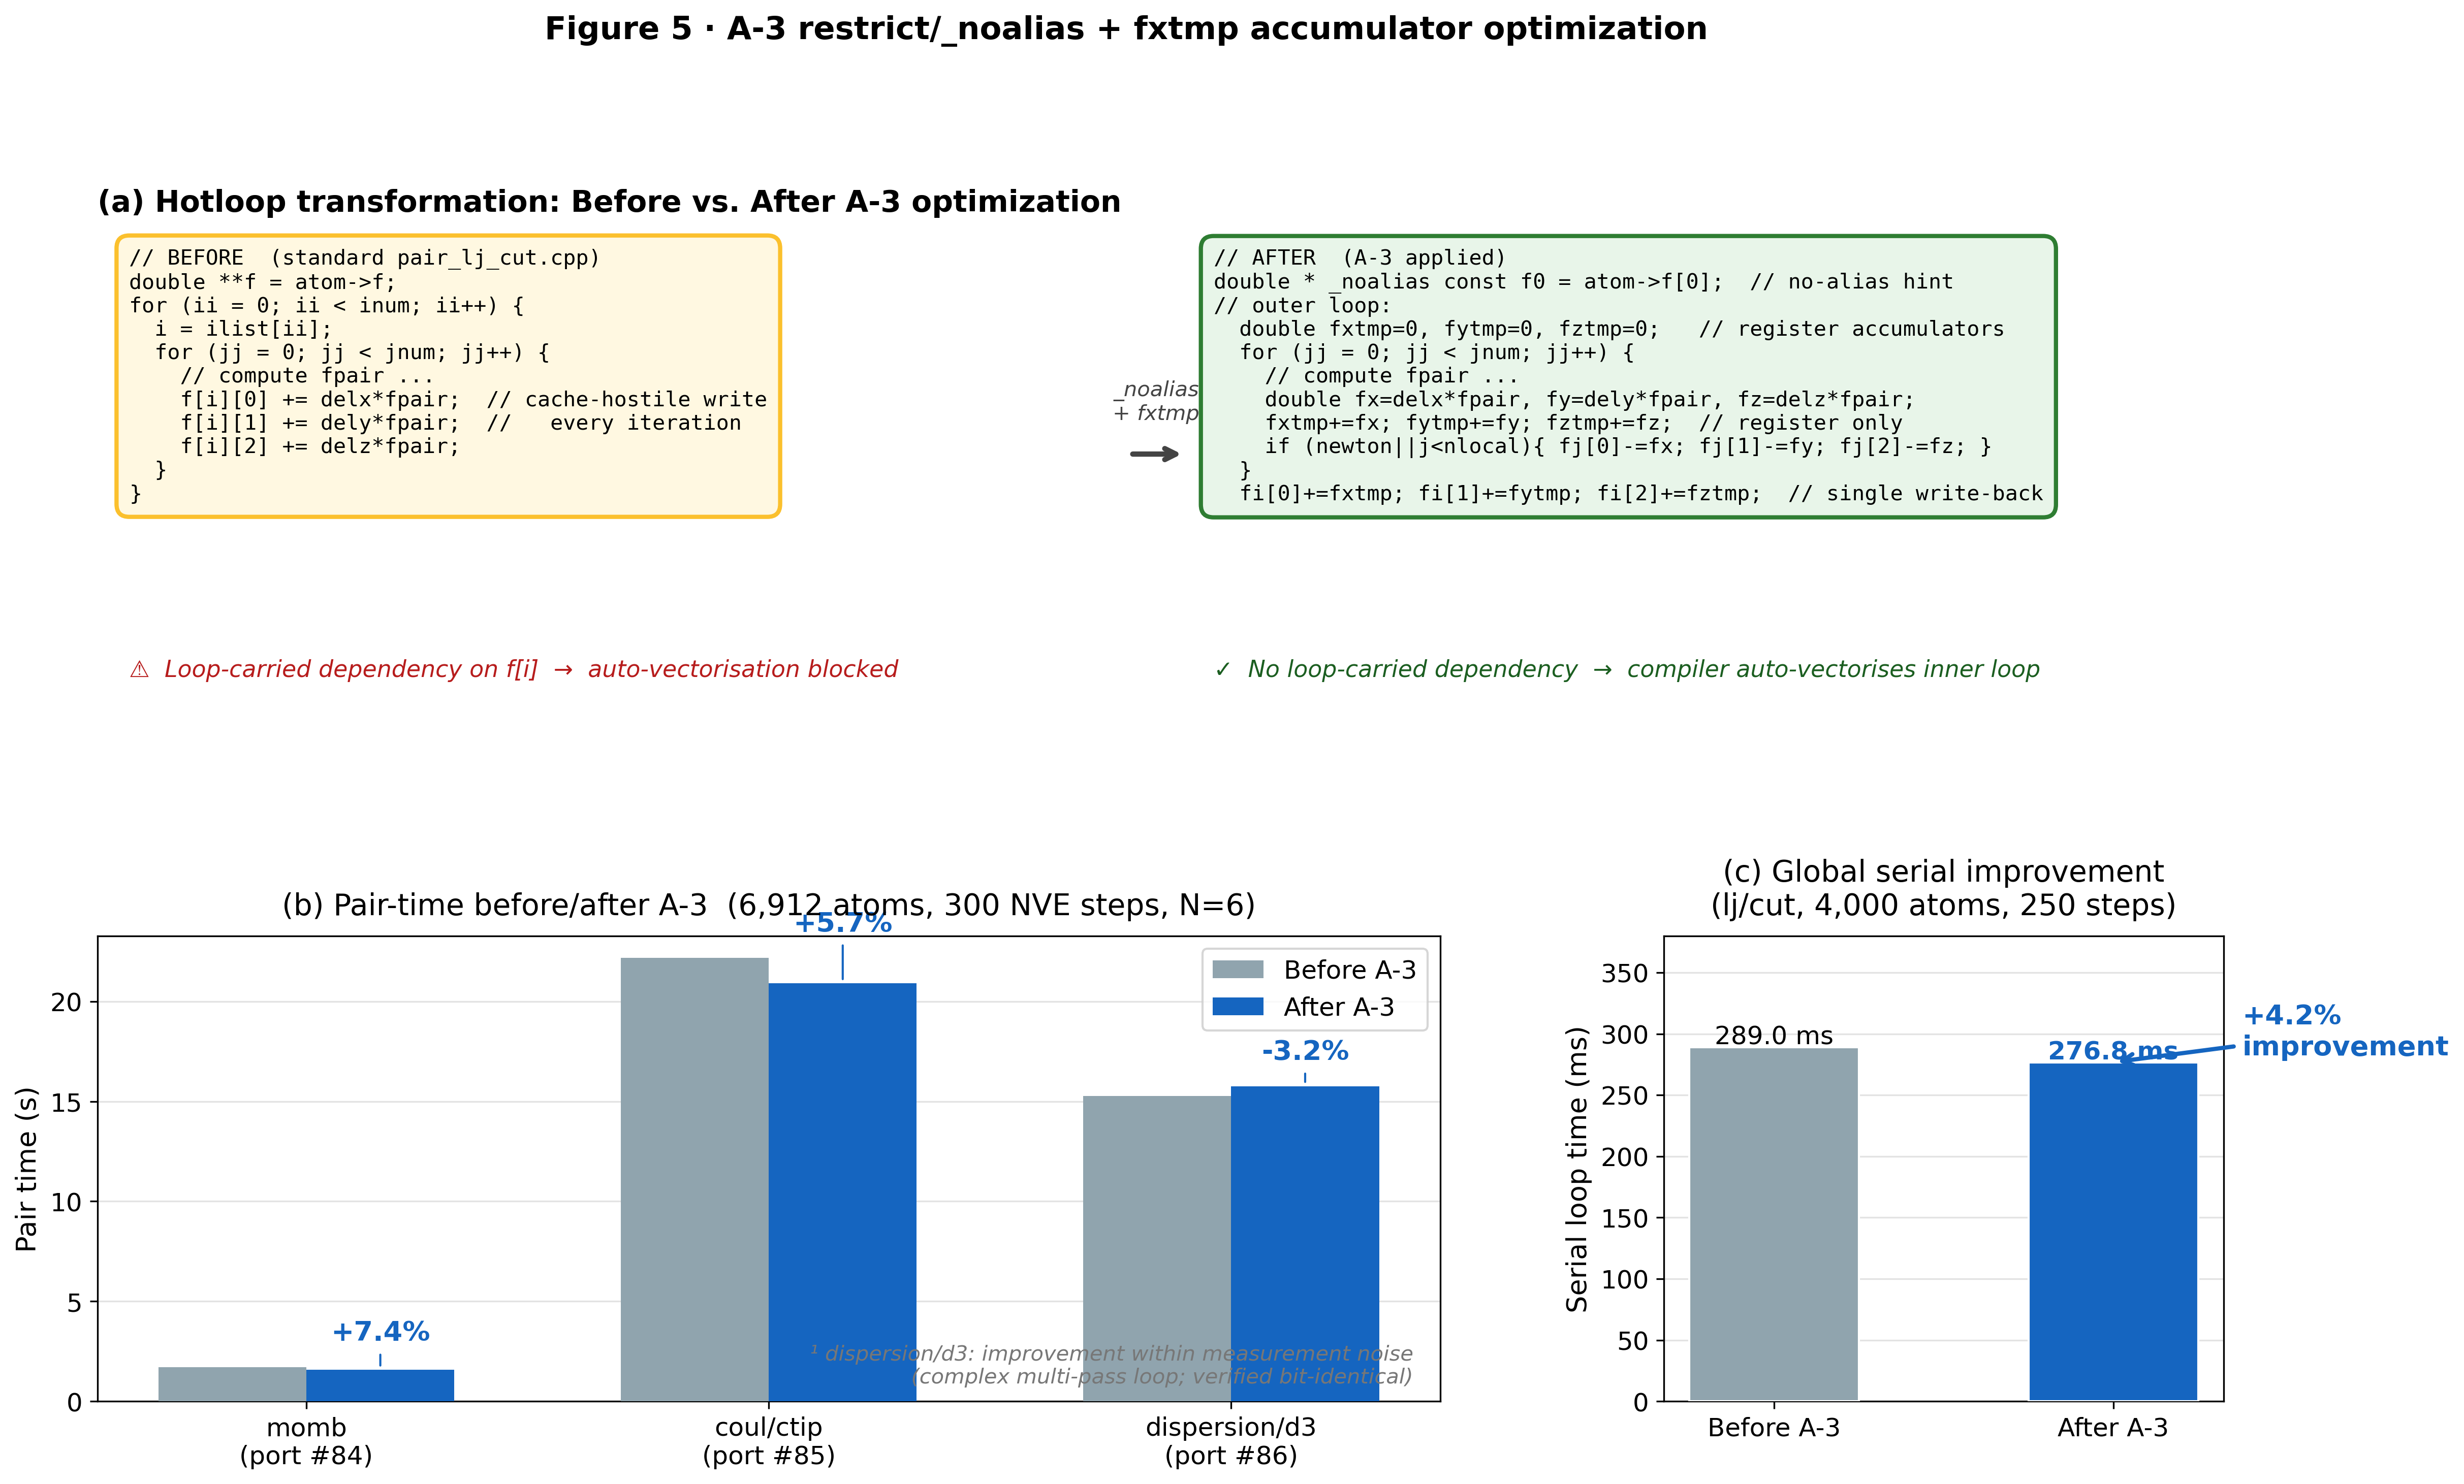 Figure 5 · A-3 restrict/_noalias + fxtmp accumulator optimization
(a) Hotloop transformation: Before vs. After A-3 optimization
// BEFORE  (standard pair_lj_cut.cpp)
double **f = atom->f;
for (ii = 0; ii < inum; ii++) {
  i = ilist[ii];
  for (jj = 0; jj < jnum; jj++) {
    // compute fpair ...
    f[i][0] += delx*fpair;  // cache-hostile write
    f[i][1] += dely*fpair;  //   every iteration
    f[i][2] += delz*fpair;
  }
}
_noalias
+ fxtmp
// AFTER  (A-3 applied)
double * _noalias const f0 = atom->f[0];  // no-alias hint
// outer loop:
  double fxtmp=0, fytmp=0, fztmp=0;   // register accumulators
  for (jj = 0; jj < jnum; jj++) {
    // compute fpair ...
    double fx=delx*fpair, fy=dely*fpair, fz=delz*fpair;
    fxtmp+=fx; fytmp+=fy; fztmp+=fz;  // register only
    if (newton||j<nlocal){ fj[0]-=fx; fj[1]-=fy; fj[2]-=fz; }
  }
  fi[0]+=fxtmp; fi[1]+=fytmp; fi[2]+=fztmp;  // single write-back
⚠ Loop-carried dependency on f[i] → auto-vectorisation blocked
✓ No loop-carried dependency → compiler auto-vectorises inner loop
(b) Pair-time before/after A-3  (6,912 atoms, 300 NVE steps, N=6)
Pair time (s)
20
15
10
5
0
+7.4%
+5.7%
-3.2%
Before A-3
After A-3
¹ dispersion/d3: improvement within measurement noise
(complex multi-pass loop; verified bit-identical)
momb
(port #84)
coul/ctip
(port #85)
dispersion/d3
(port #86)
(c) Global serial improvement
(lj/cut, 4,000 atoms, 250 steps)
Serial loop time (ms)
350
300
250
200
150
100
50
0
289.0 ms
276.8 ms
+4.2%
improvement
Before A-3
After A-3